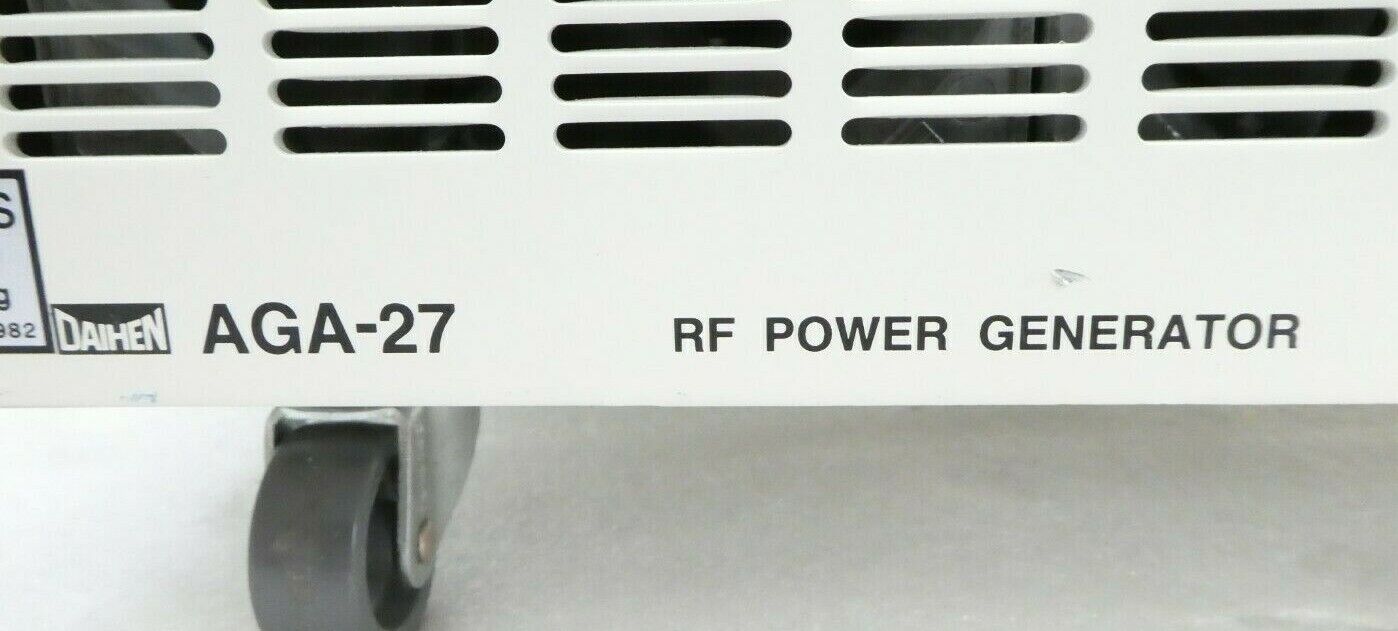 S
g
982
DAIHEN AGA-27 RF POWER GENERATOR